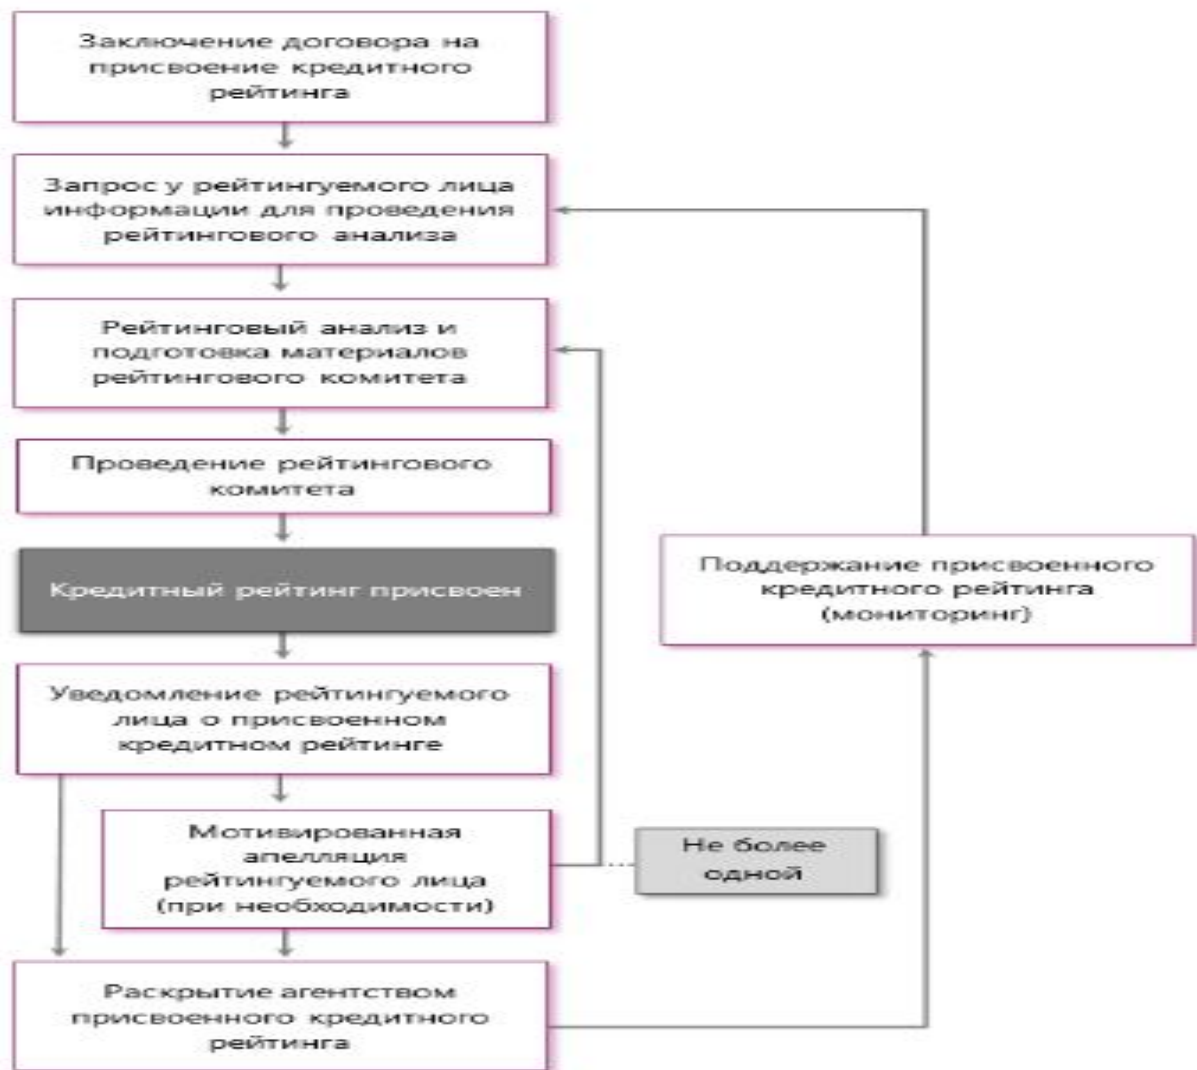 Заключение договора на
присвоение кредитного
рейтинга
Запрос у рейтингуемого лица
информации для проведения
рейтингового анализа
Рейтинговый анализ и
подготовка материалов
рейтингового комитета
Проведение рейтингового
комитета
Кредитный рейтинг присвоен
Поддержание присвоенного
кредитного рейтинга
(мониторинг)
Уведомление рейтингуемого
лица о присвоенном
кредитном рейтинге
Мотивированная
апелляция
рейтингуемого лица
(при необходимости)
Не более
одной
Раскрытие агентством
присвоенного кредитного
рейтинга